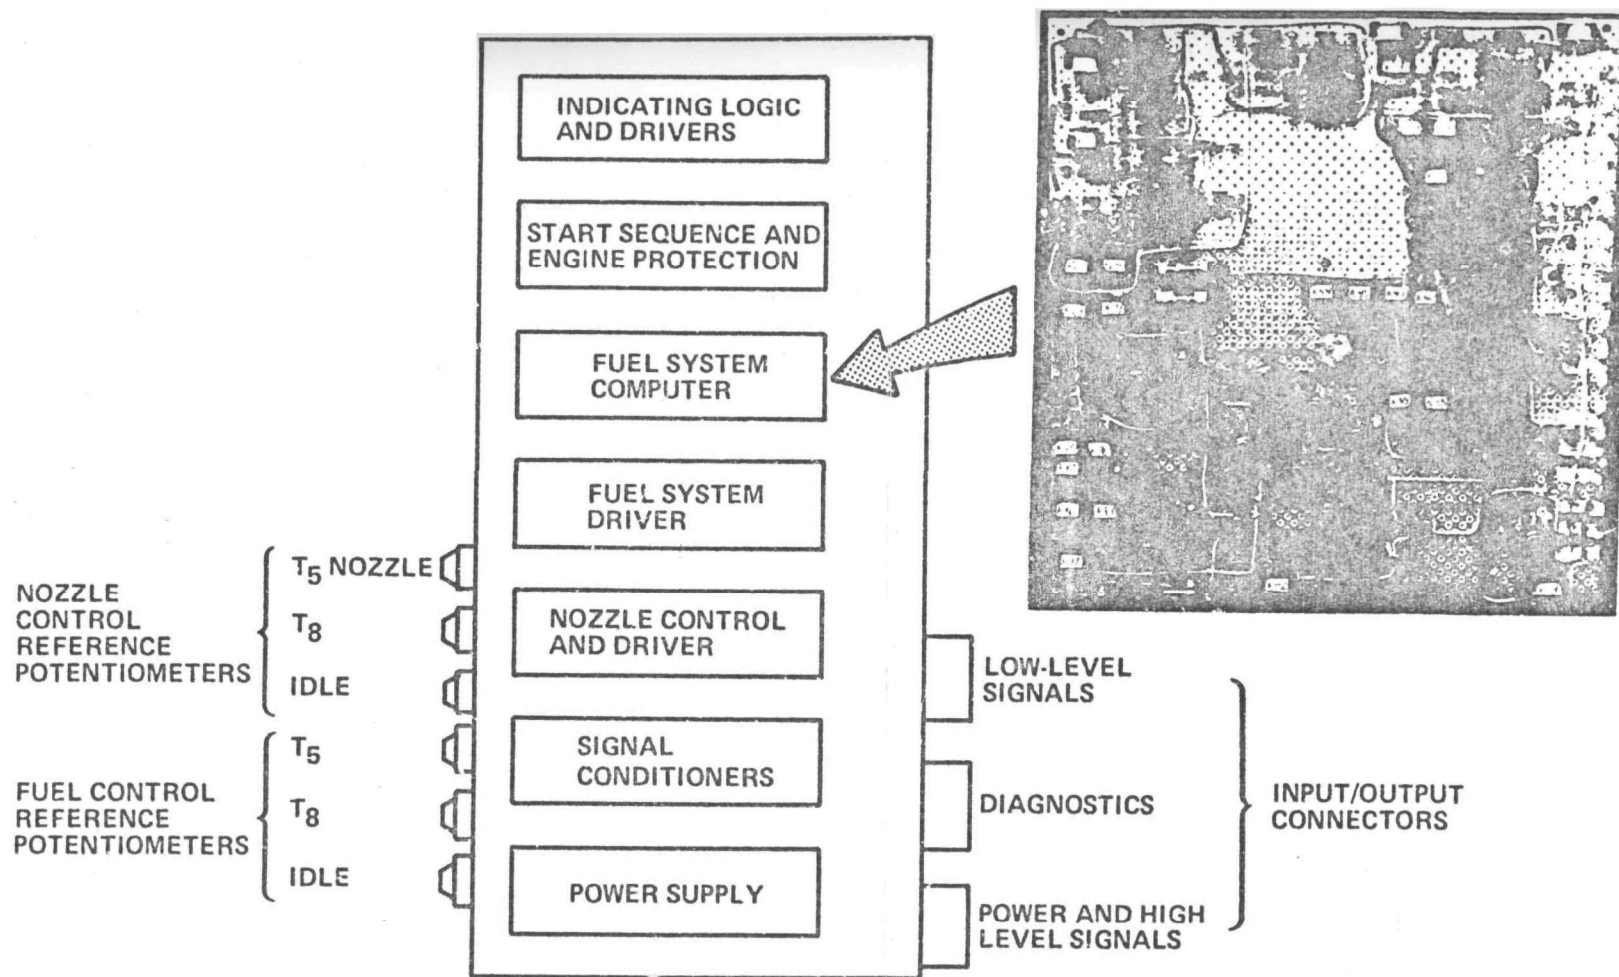 INDICATING LOGIC
AND DRIVERS
START SEQUENCE AND
ENGINE PROTECTION
FUEL SYSTEM
COMPUTER
FUEL SYSTEM
DRIVER
NOZZLE CONTROL
AND DRIVER
SIGNAL
CONDITIONERS
POWER SUPPLY
NOZZLE
CONTROL
REFERENCE
POTENTIOMETERS
T5 NOZZLE
T8
IDLE
FUEL CONTROL
REFERENCE
POTENTIOMETERS
T5
T8
IDLE
LOW-LEVEL
SIGNALS
DIAGNOSTICS
POWER AND HIGH
LEVEL SIGNALS
INPUT/OUTPUT
CONNECTORS